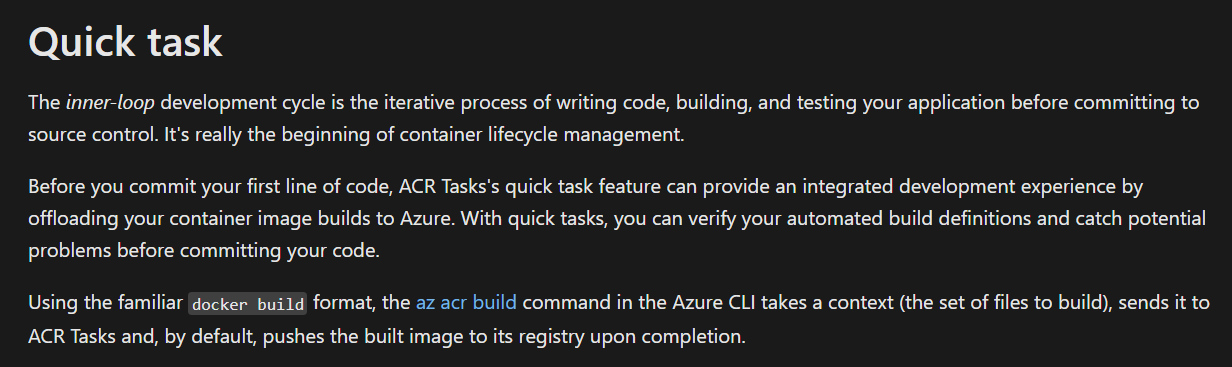 Quick task
The inner-loop development cycle is the iterative process of writing code, building, and testing your application before committing to
source control. It's really the beginning of container lifecycle management.
Before you commit your first line of code, ACR Tasks's quick task feature can provide an integrated development experience by
offloading your container image builds to Azure. With quick tasks, you can verify your automated build definitions and catch potential
problems before committing your code.
Using the familiar docker build format, the az acr build command in the Azure CLI takes a context (the set of files to build), sends it to
ACR Tasks and, by default, pushes the built image to its registry upon completion.